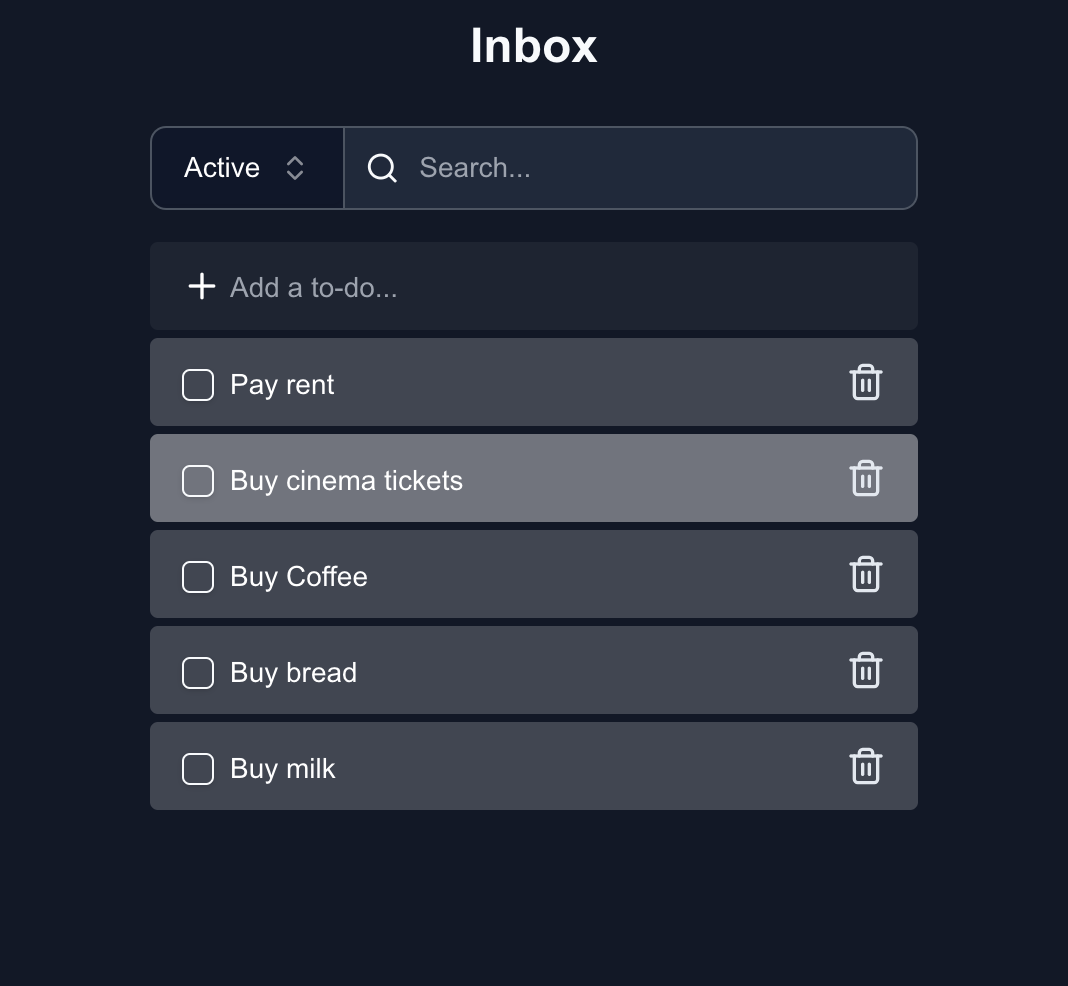 Inbox
Active
Search...
Add a to-do...
Pay rent
Buy cinema tickets
Buy Coffee
Buy bread
Buy milk